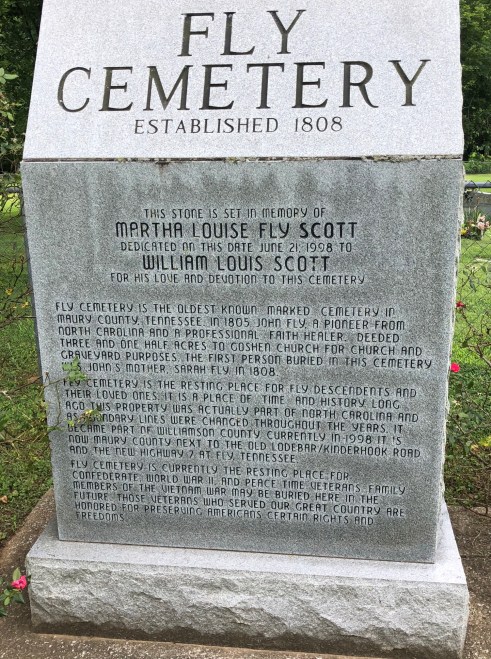 FLY
CEMETERY
ESTABLISHED 1808
THIS STONE IS SET IN MEMORY OF
MARTHA LOUISE FLY SCOTT
DEDICATED ON THIS DATE JUNE 21, 1998 TO
WILLIAM LOUIS SCOTT
FOR HIS LOVE AND DEVOTION TO THIS CEMETERY
FLY CEMETERY IS THE OLDEST KNOWN, MARKED CEMETERY IN
MAURY COUNTY, TENNESSEE. IN 1805, JOHN FLY, A PIONEER FROM
NORTH CAROLINA AND A PROFESSIONAL, FAITH HEALER, DEEDED
THREE AND ONE HALF ACRES TO GOSHEN CHURCH FOR CHURCH AND
GRAVEYARD PURPOSES. THE FIRST PERSON BURIED IN THIS CEMETERY
JOHN'S MOTHER, SARAH FLY, IN 1808.
FLY CEMETERY IS THE RESTING PLACE FOR FLY DESCENDENTS AND
THEIR LOVED ONES. IT IS A PLACE OF TIME AND HISTORY. LONG
AGO THIS PROPERTY WAS ACTUALLY PART OF NORTH CAROLINA AND
AS BOUNDARY LINES WERE CHANGED THROUGHOUT THE YEARS, IT
BECAME PART OF WILLIAMSON COUNTY. CURRENTLY IN 1998 IT IS
NOW MAURY COUNTY NEXT TO THE OLD LODEBAR/KINDERHOOK ROAD
AND THE NEW HIGHWAY 7 AT FLY, TENNESSEE.
FLY CEMETERY IS CURRENTLY THE RESTING PLACE FOR
CONFEDERATE, WORLD WAR II, AND PEACE TIME VETERANS. FAMILY
MEMBERS OF THE VIETNAM WAR MAY BE BURIED HERE IN THE
FUTURE. THOSE VETERANS WHO SERVED OUR GREAT COUNTRY ARE
HONORED FOR PRESERVING AMERICANS CERTAIN RIGHTS AND
FREEDOMS.